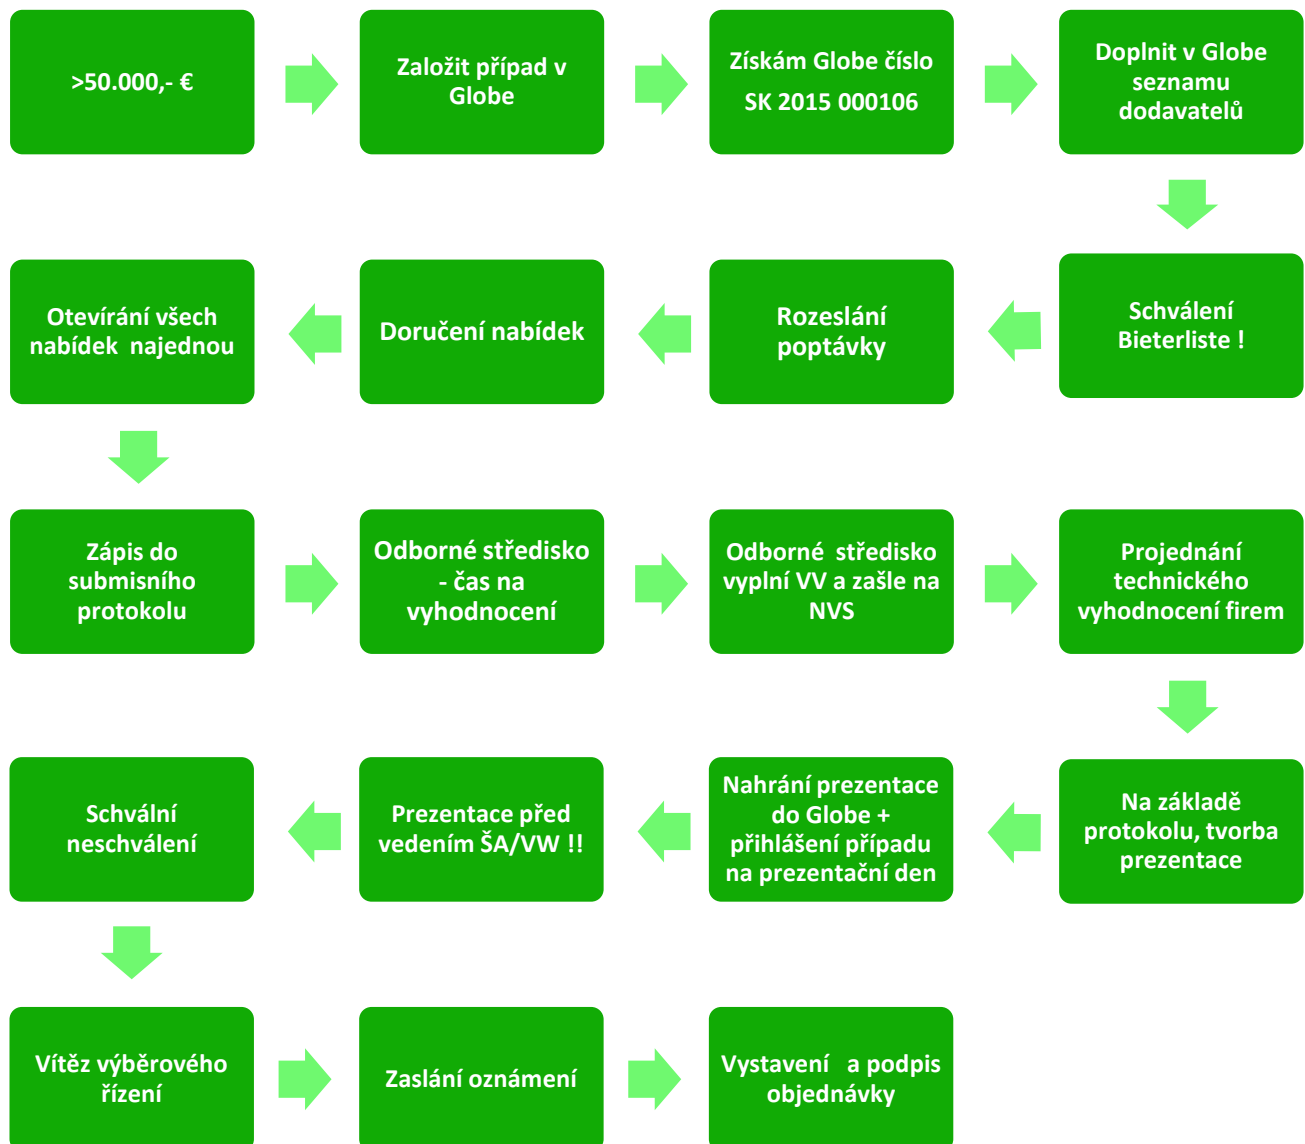 >50.000,- €
Založit případ v
Globe
Získám Globe číslo
SK 2015 000106
Doplnit v Globe
seznamu
dodavatelů
Schválení
Bieterliste !
Rozeslání
poptávky
Doručení nabídek
Otevírání všech
nabídek najednou
Zápis do
submisního
protokolu
Odborné středisko
- čas na
vyhodnocení
Odborné středisko
vyplní VV a zašle na
NVS
Projednání
technického
vyhodnocení firem
Na základě
protokolu, tvorba
prezentace
Nahrání prezentace
do Globe +
přihlášení případu
na prezentační den
Prezentace před
vedením ŠA/VW !!
Schvální
neschválení
Vítěz výběrového
řízení
Zaslání oznámení
Vystavení a podpis
objednávky